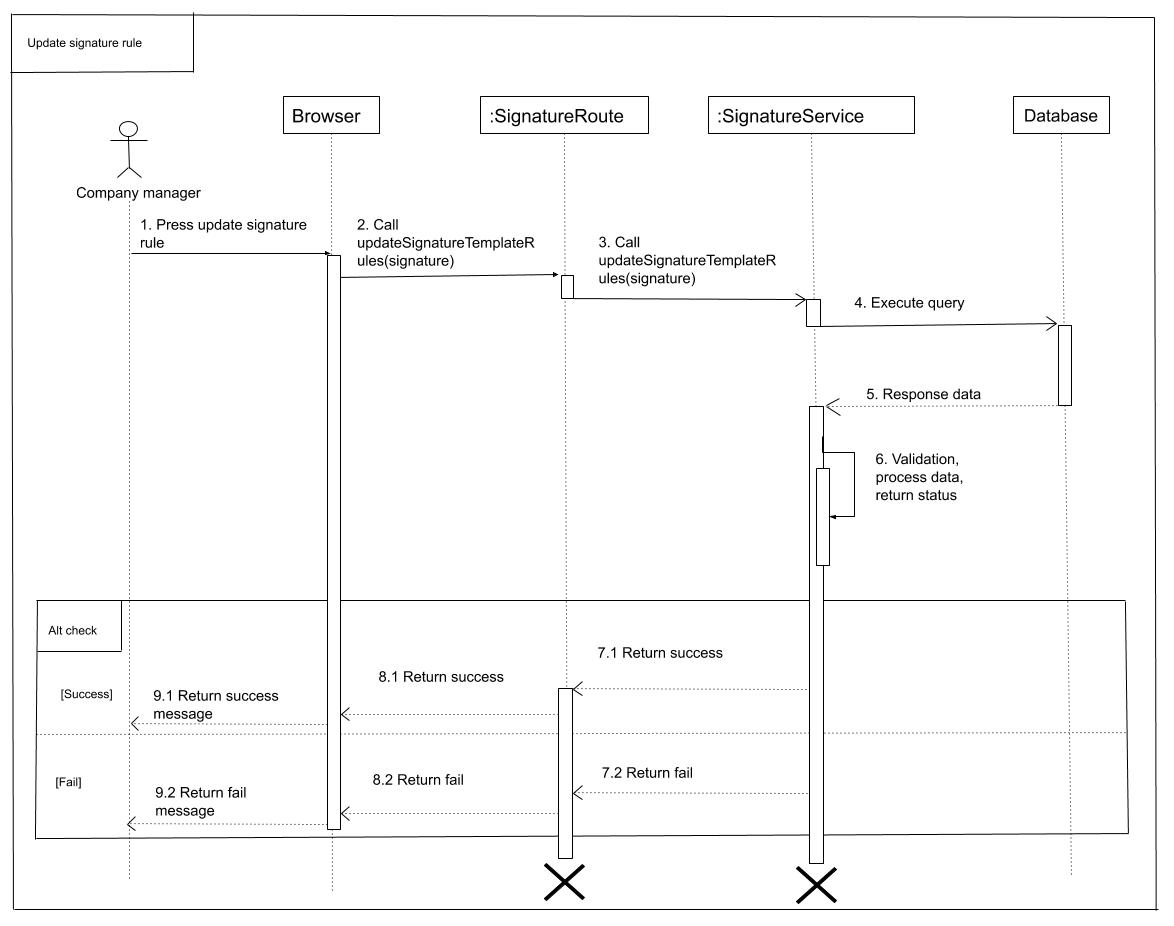 Update signature rule
Browser
:SignatureRoute
:SignatureService
Database
Company manager
1. Press update signature
rule
2. Call
updateSignatureTemplateR
ules(signature)
3. Call
updateSignatureTemplateR
ules(signature)
4. Execute query
5. Response data
6. Validation,
process data,
return status
Alt check
[Success]
7.1 Return success
8.1 Return success
9.1 Return success
message
[Fail]
7.2 Return fail
8.2 Return fail
9.2 Return fail
message